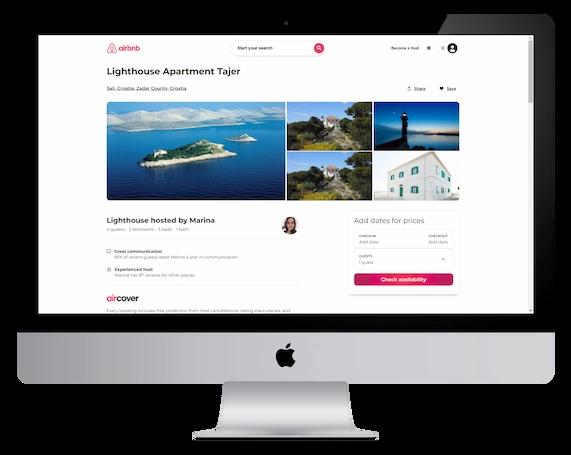 airbnb
Start your search
Become a Host
Lighthouse Apartment Tajer
Sali, Croatia, Zadar County, Croatia
Share
Save
Lighthouse hosted by Marina
4 guests · 2 bedrooms · 3 beds · 1 bath
Add dates for prices
CHECK-IN
CHECKOUT
Add date
Add date
GUESTS
1 guest
Check availability
Great communication
95% of recent guests rated Marina 5-star in communication.
Experienced host
Marina has 87 reviews for other places.
aircover
Every booking includes free protection from Host cancellations, listing inaccuracies, and